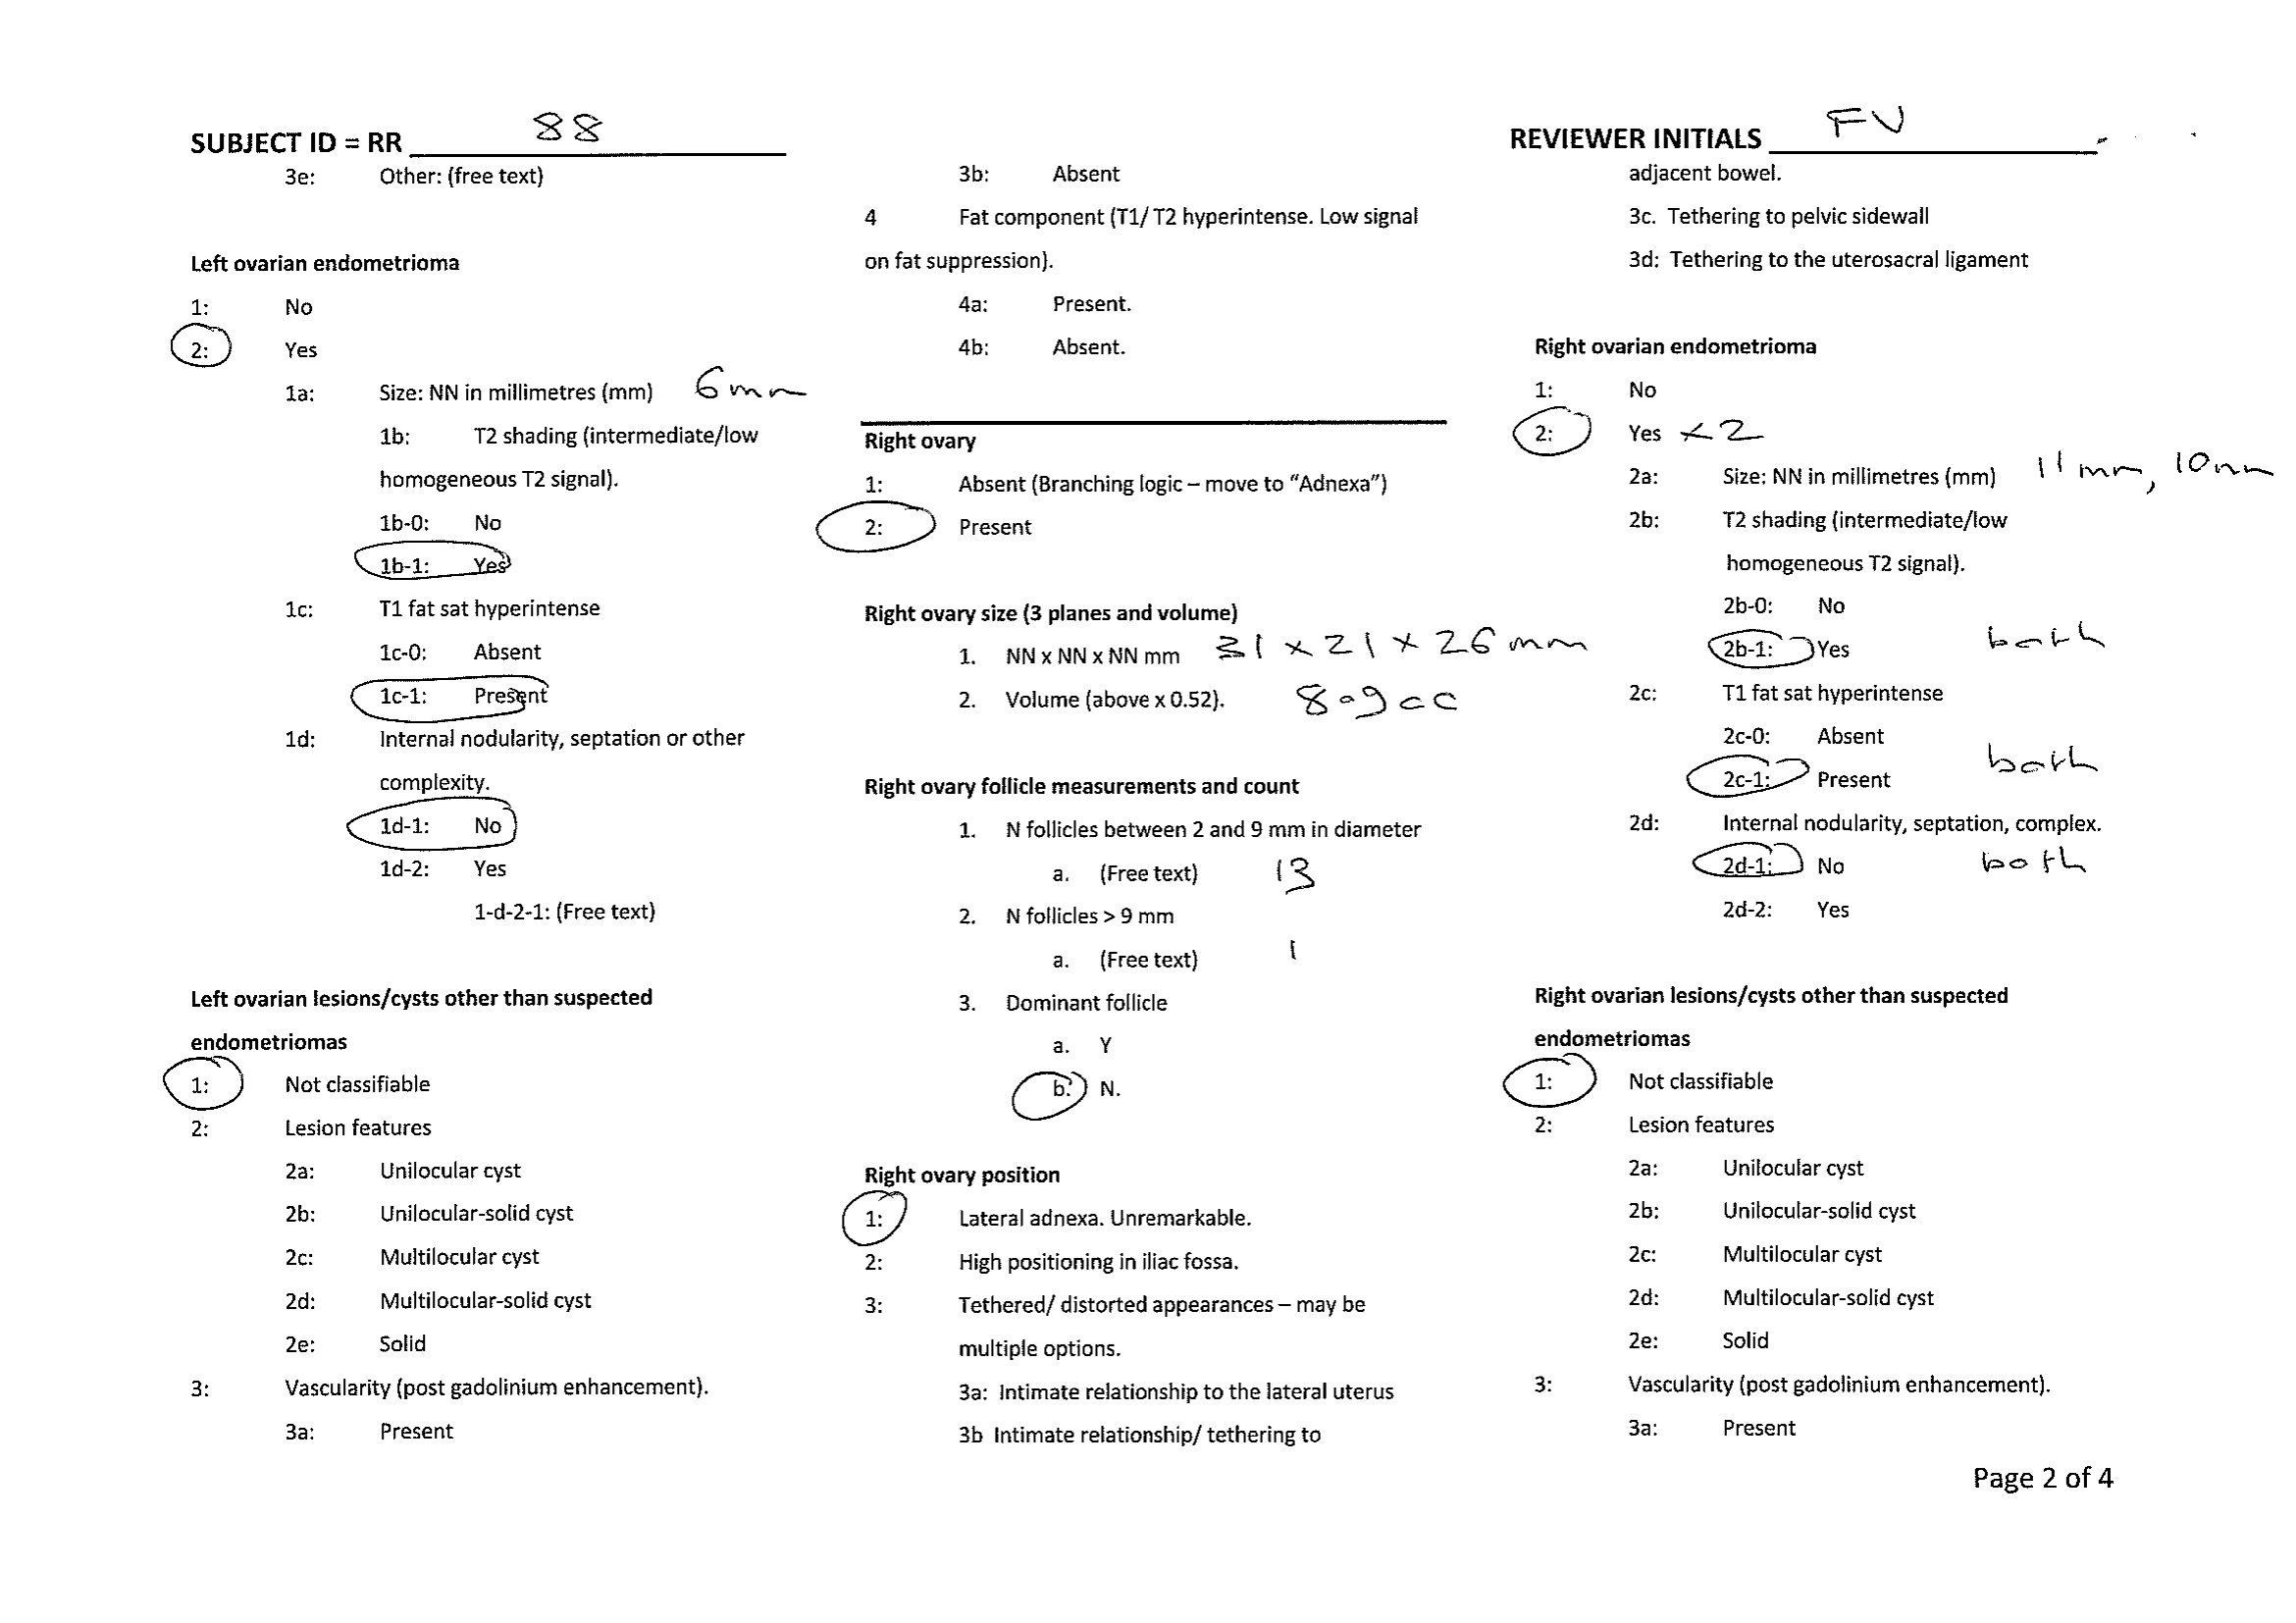 SUBJECT ID = RR 88
3e: Other: (free text)
Left ovarian endometrioma
1: No
2: Yes
1a: Size: NN in millimetres (mm) 6mm
1b: T2 shading (intermediate/low
homogeneous T2 signal).
1b-0: No
1b-1: Yes
1c: T1 fat sat hyperintense
1c-0: Absent
1c-1: Present
1d: Internal nodularity, septation or other
complexity.
1d-1: No
1d-2: Yes
1-d-2-1: (Free text)
Left ovarian lesions/cysts other than suspected
endometriomas
1: Not classifiable
2: Lesion features
2a: Unilocular cyst
2b: Unilocular-solid cyst
2c: Multilocular cyst
2d: Multilocular-solid cyst
2e: Solid
3: Vascularity (post gadolinium enhancement).
3a: Present
3b: Absent
4 Fat component (T1/ T2 hyperintense. Low signal
on fat suppression).
4a: Present.
4b: Absent.
Right ovary
1: Absent (Branching logic – move to “Adnexa”)
2: Present
Right ovary size (3 planes and volume)
1. NN x NN x NN mm 31 x 21 x 26 mm
2. Volume (above x 0.52). 8.9cc
Right ovary follicle measurements and count
1. N follicles between 2 and 9 mm in diameter
a. (Free text) 13
2. N follicles > 9 mm
a. (Free text) 1
3. Dominant follicle
a. Y
b. N.
Right ovary position
1: Lateral adnexa. Unremarkable.
2: High positioning in iliac fossa.
3: Tethered/ distorted appearances – may be
multiple options.
3a: Intimate relationship to the lateral uterus
3b Intimate relationship/ tethering to
REVIEWER INITIALS FV
adjacent bowel.
3c. Tethering to pelvic sidewall
3d: Tethering to the uterosacral ligament
Right ovarian endometrioma
1: No
2: Yes x2
2a: Size: NN in millimetres (mm) 11mm, 10mm
2b: T2 shading (intermediate/low
homogeneous T2 signal).
2b-0: No
2b-1: Yes both
2c: T1 fat sat hyperintense
2c-0: Absent
2c-1: Present both
2d: Internal nodularity, septation, complex.
2d-1: No both
2d-2: Yes
Right ovarian lesions/cysts other than suspected
endometriomas
1: Not classifiable
2: Lesion features
2a: Unilocular cyst
2b: Unilocular-solid cyst
2c: Multilocular cyst
2d: Multilocular-solid cyst
2e: Solid
3: Vascularity (post gadolinium enhancement).
3a: Present
Page 2 of 4